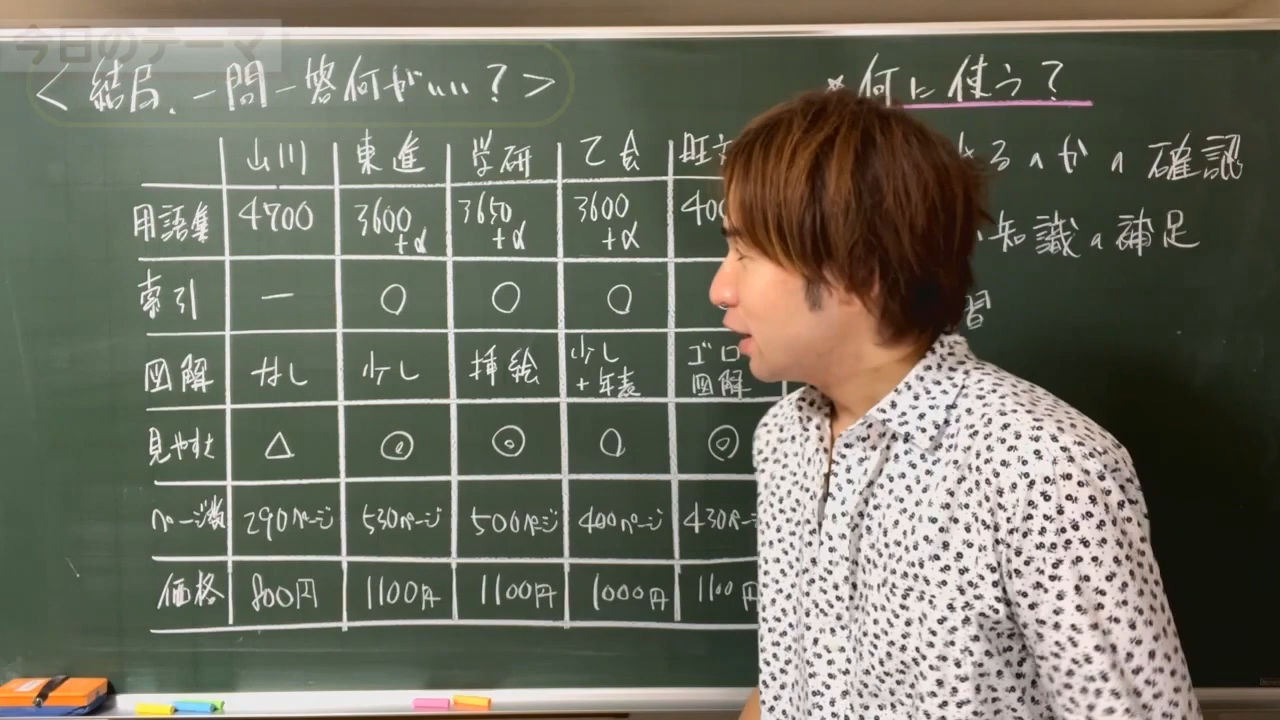 今日のテーマ
<結局、一問一答何がいい?>
山川 東進 学研 Z会 旺文
用語集 4700 3600+α 3650+α 3600+α 400
索引 ー ○ ○ ○
図解 なし 少し 挿絵 少し+年表 ゴロ図解
見やすさ △ ◎ ◎ ○ ◎
ページ数 290ページ 530ページ 500ページ 400ページ 430ページ
価格 800円 1100円 1100円 1000円 1100円
*何に使う?
るのかの確認
知識の補足
習